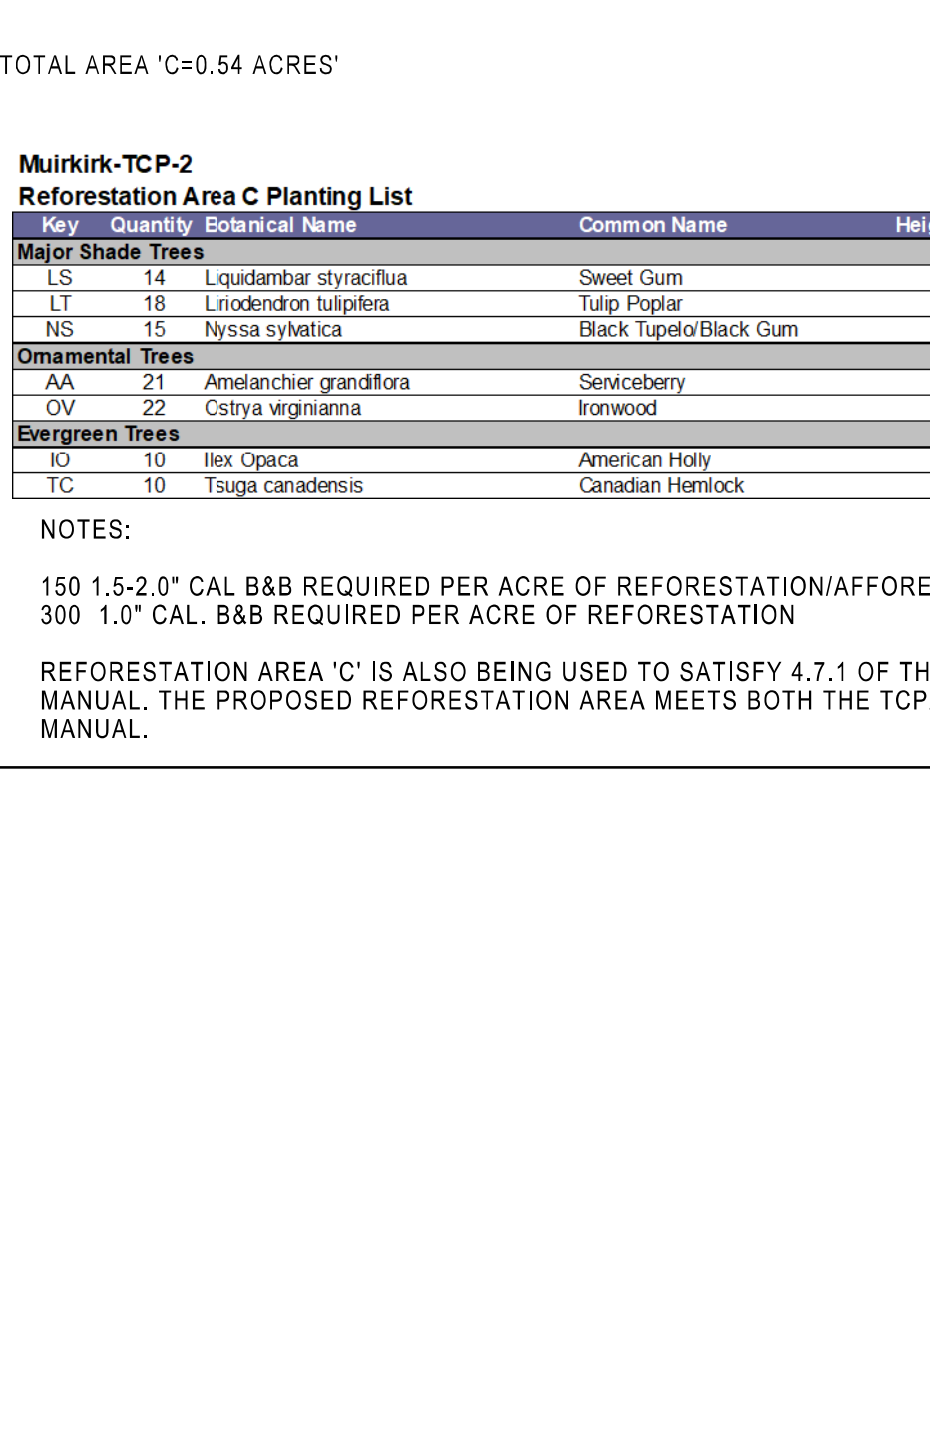 TOTAL AREA 'C=0.54 ACRES'
Muirkirk-TCP-2
Reforestation Area C Planting List
Key Quantity Botanical Name Common Name Heig
Major Shade Trees
LS 14 Liquidambar styraciflua Sweet Gum
LT 18 Liriodendron tulipifera Tulip Poplar
NS 15 Nyssa sylvatica Black Tupelo/Black Gum
Ornamental Trees
AA 21 Amelanchier grandiflora Serviceberry
OV 22 Ostrya virginianna Ironwood
Evergreen Trees
IO 10 Ilex Opaca American Holly
TC 10 Tsuga canadensis Canadian Hemlock
NOTES:
150 1.5-2.0" CAL B&B REQUIRED PER ACRE OF REFORESTATION/AFFORE
300 1.0" CAL. B&B REQUIRED PER ACRE OF REFORESTATION
REFORESTATION AREA 'C' IS ALSO BEING USED TO SATISFY 4.7.1 OF TH
MANUAL. THE PROPOSED REFORESTATION AREA MEETS BOTH THE TCP
MANUAL.